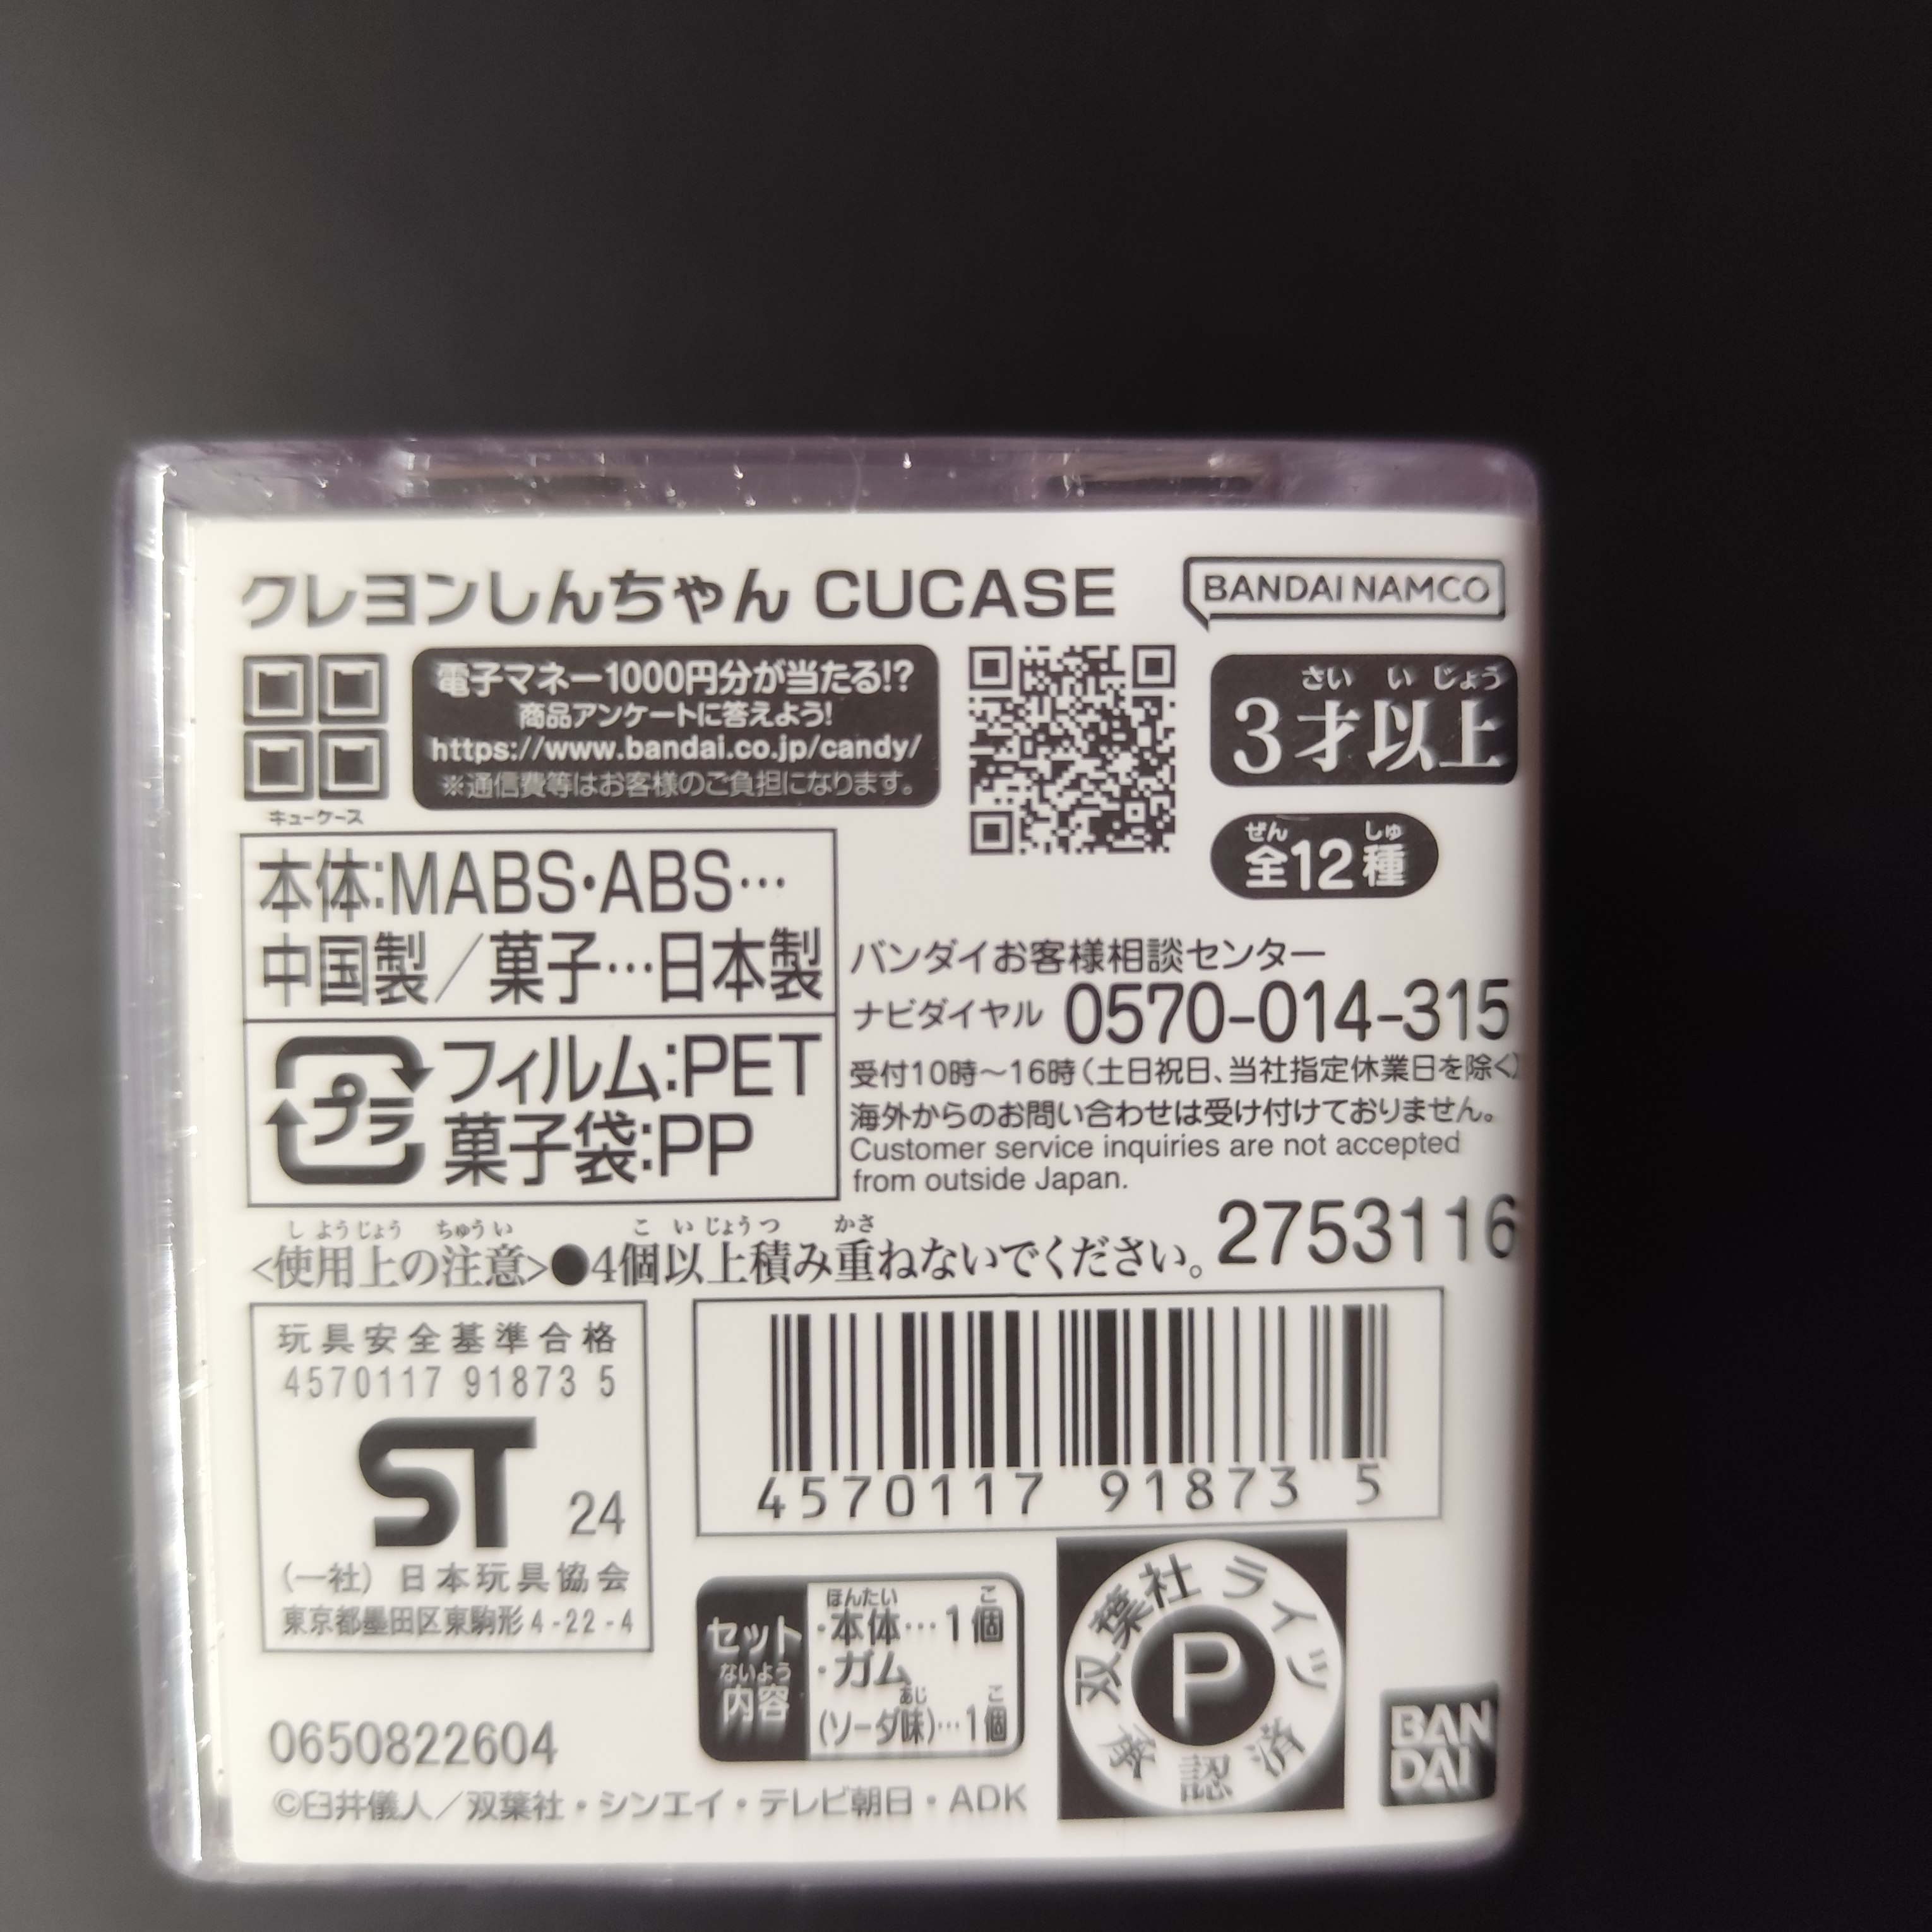 クレヨンしんちゃん CUCASE
BANDAI NAMCO
キューケース
電子マネー1000円分が当たる!?
商品アンケートに答えよう!
https://www.bandai.co.jp/candy/
※通信費等はお客様のご負担になります。
さい い じょう
3才以上
ぜん しゅ
全12種
本体:MABS・ABS…
中国製/菓子…日本製
プラ
フィルム:PET
菓子袋:PP
バンダイお客様相談センター
ナビダイヤル 0570-014-315
受付10時~16時(土日祝日、当社指定休業日を除く)
海外からのお問い合わせは受け付けておりません。
Customer service inquiries are not accepted
from outside Japan.
2753116
しようじょう ちゅうい こ いじょうつ かさ
<使用上の注意>●4個以上積み重ねないでください。
玩具安全基準合格
4570117 91873 5
ST 24
(一社)日本玩具協会
東京都墨田区東駒形4-22-4
4570117 91873 5
セット
ないよう
内容
ほんたい こ
・本体…1個
・ガム
あじ こ
(ソーダ味)…1個
双葉社ライツ
P
承認済
BAN
DAI
0650822604
©臼井儀人/双葉社・シンエイ・テレビ朝日・ADK